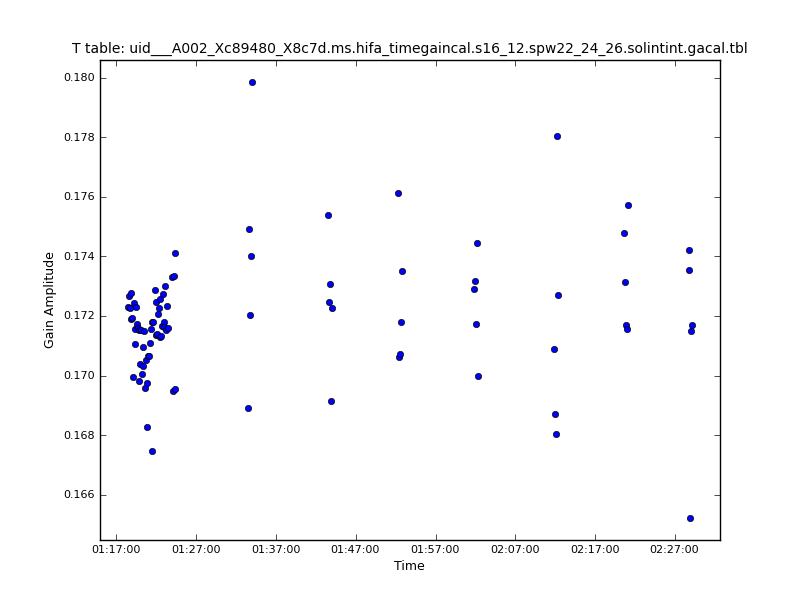 T table: uid___A002_Xc89480_X8c7d.ms.hifa_timegaincal.s16_12.spw22_24_26.solintint.gacal.tbl
0.180
0.178
0.176
0.174
0.172
0.170
0.168
0.166
Gain Amplitude
01:17:00 01:27:00 01:37:00 01:47:00 01:57:00 02:07:00 02:17:00 02:27:00
Time